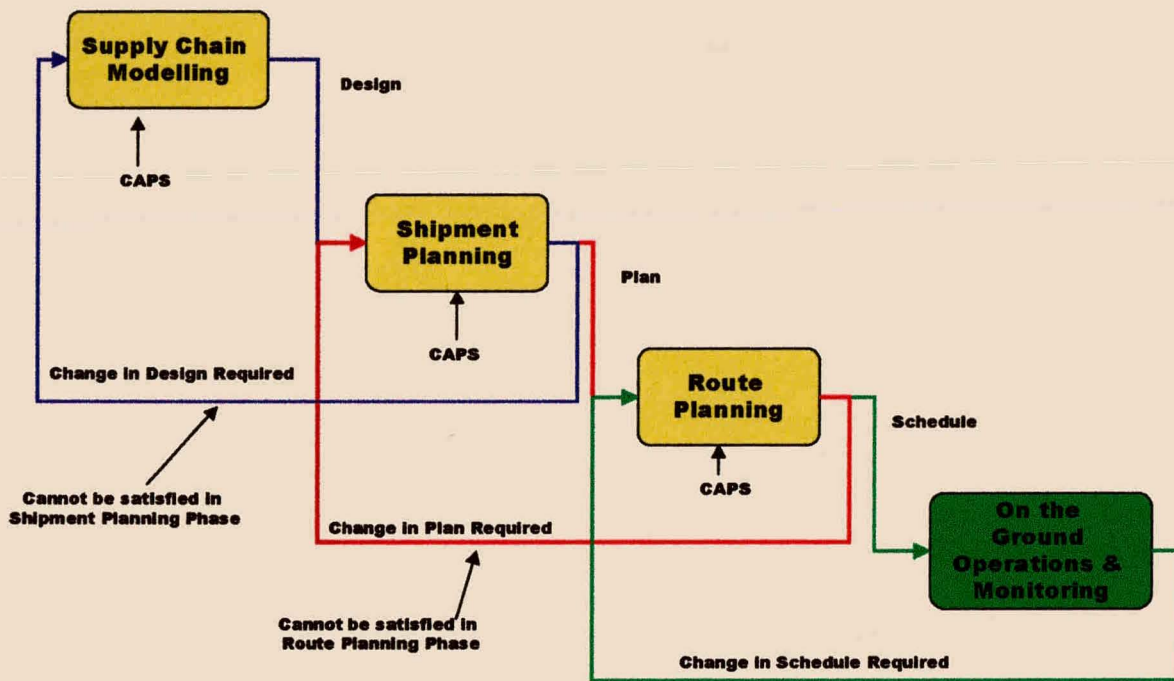 Supply Chain
Modelling
Design
CAPS
Shipment
Planning
Plan
CAPS
Change in Design Required
Route
Planning
Schedule
CAPS
Cannot be satisfied in
Shipment Planning Phase
Change in Plan Required
On the
Ground
Operations &
Monitoring
Cannot be satisfied in
Route Planning Phase
Change in Schedule Required